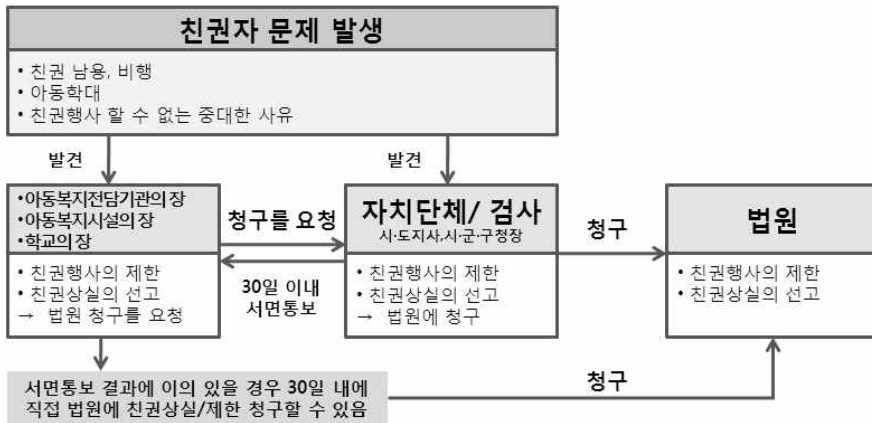 친권자 문제 발생
• 친권 남용, 비행
• 아동학대
• 친권행사 할 수 없는 중대한 사유
발견
발견
•아동복지전담기관의 장
•아동복지시설의 장
•학교의 장
• 친권행사의 제한
• 친권상실의 선고
→ 법원 청구를 요청
청구를 요청
30일 이내
서면통보
자치단체/ 검사
시·도지사,시·군·구청장
• 친권행사의 제한
• 친권상실의 선고
→ 법원에 청구
청구
법원
• 친권행사의 제한
• 친권상실의 선고
서면통보 결과에 이의 있을 경우 30일 내에
직접 법원에 친권상실/제한 청구할 수 있음
청구